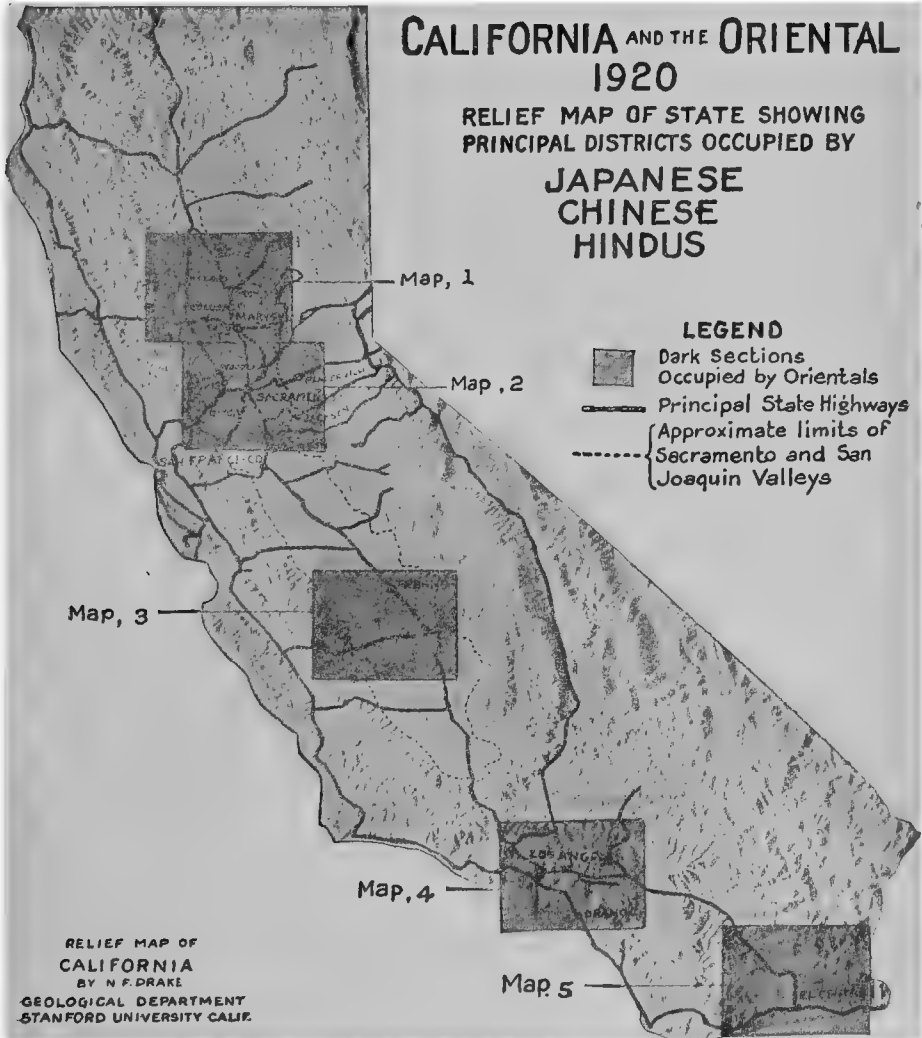 CALIFORNIA AND THE ORIENTAL
1920
RELIEF MAP OF STATE SHOWING
PRINCIPAL DISTRICTS OCCUPIED BY
JAPANESE
CHINESE
HINDUS
Map, 1
LEGEND
Dark Sections
Occupied by Orientals
Principal State Highways
Approximate limits of
Sacramento and San
Joaquin Valleys
Map, 2
Map, 3
LOS ANGELES
Map, 4
ORANGE
RELIEF MAP OF
CALIFORNIA
BY N F. DRAKE
GEOLOGICAL DEPARTMENT
STANFORD UNIVERSITY CALIF.
Map, 5